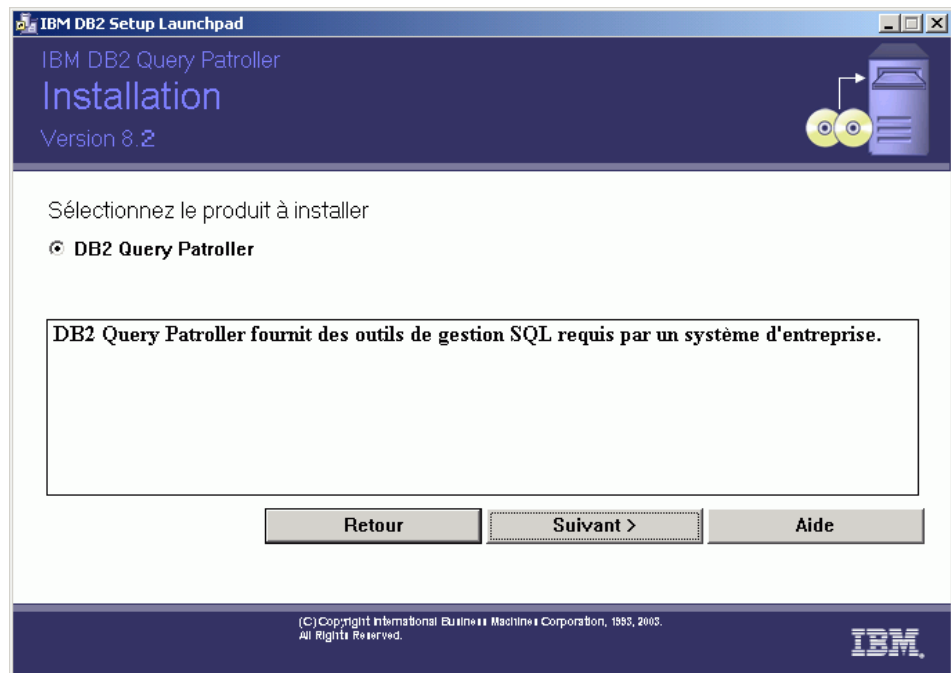 IBM DB2 Setup Launchpad
IBM DB2 Query Patroller
Installation
Version 8.2
Sélectionnez le produit à installer
DB2 Query Patroller
DB2 Query Patroller fournit des outils de gestion SQL requis par un système d'entreprise.
Retour
Suivant >
Aide
(C) Copyright International Business Machines Corporation, 1993, 2003.
All Rights Reserved.
IBM.